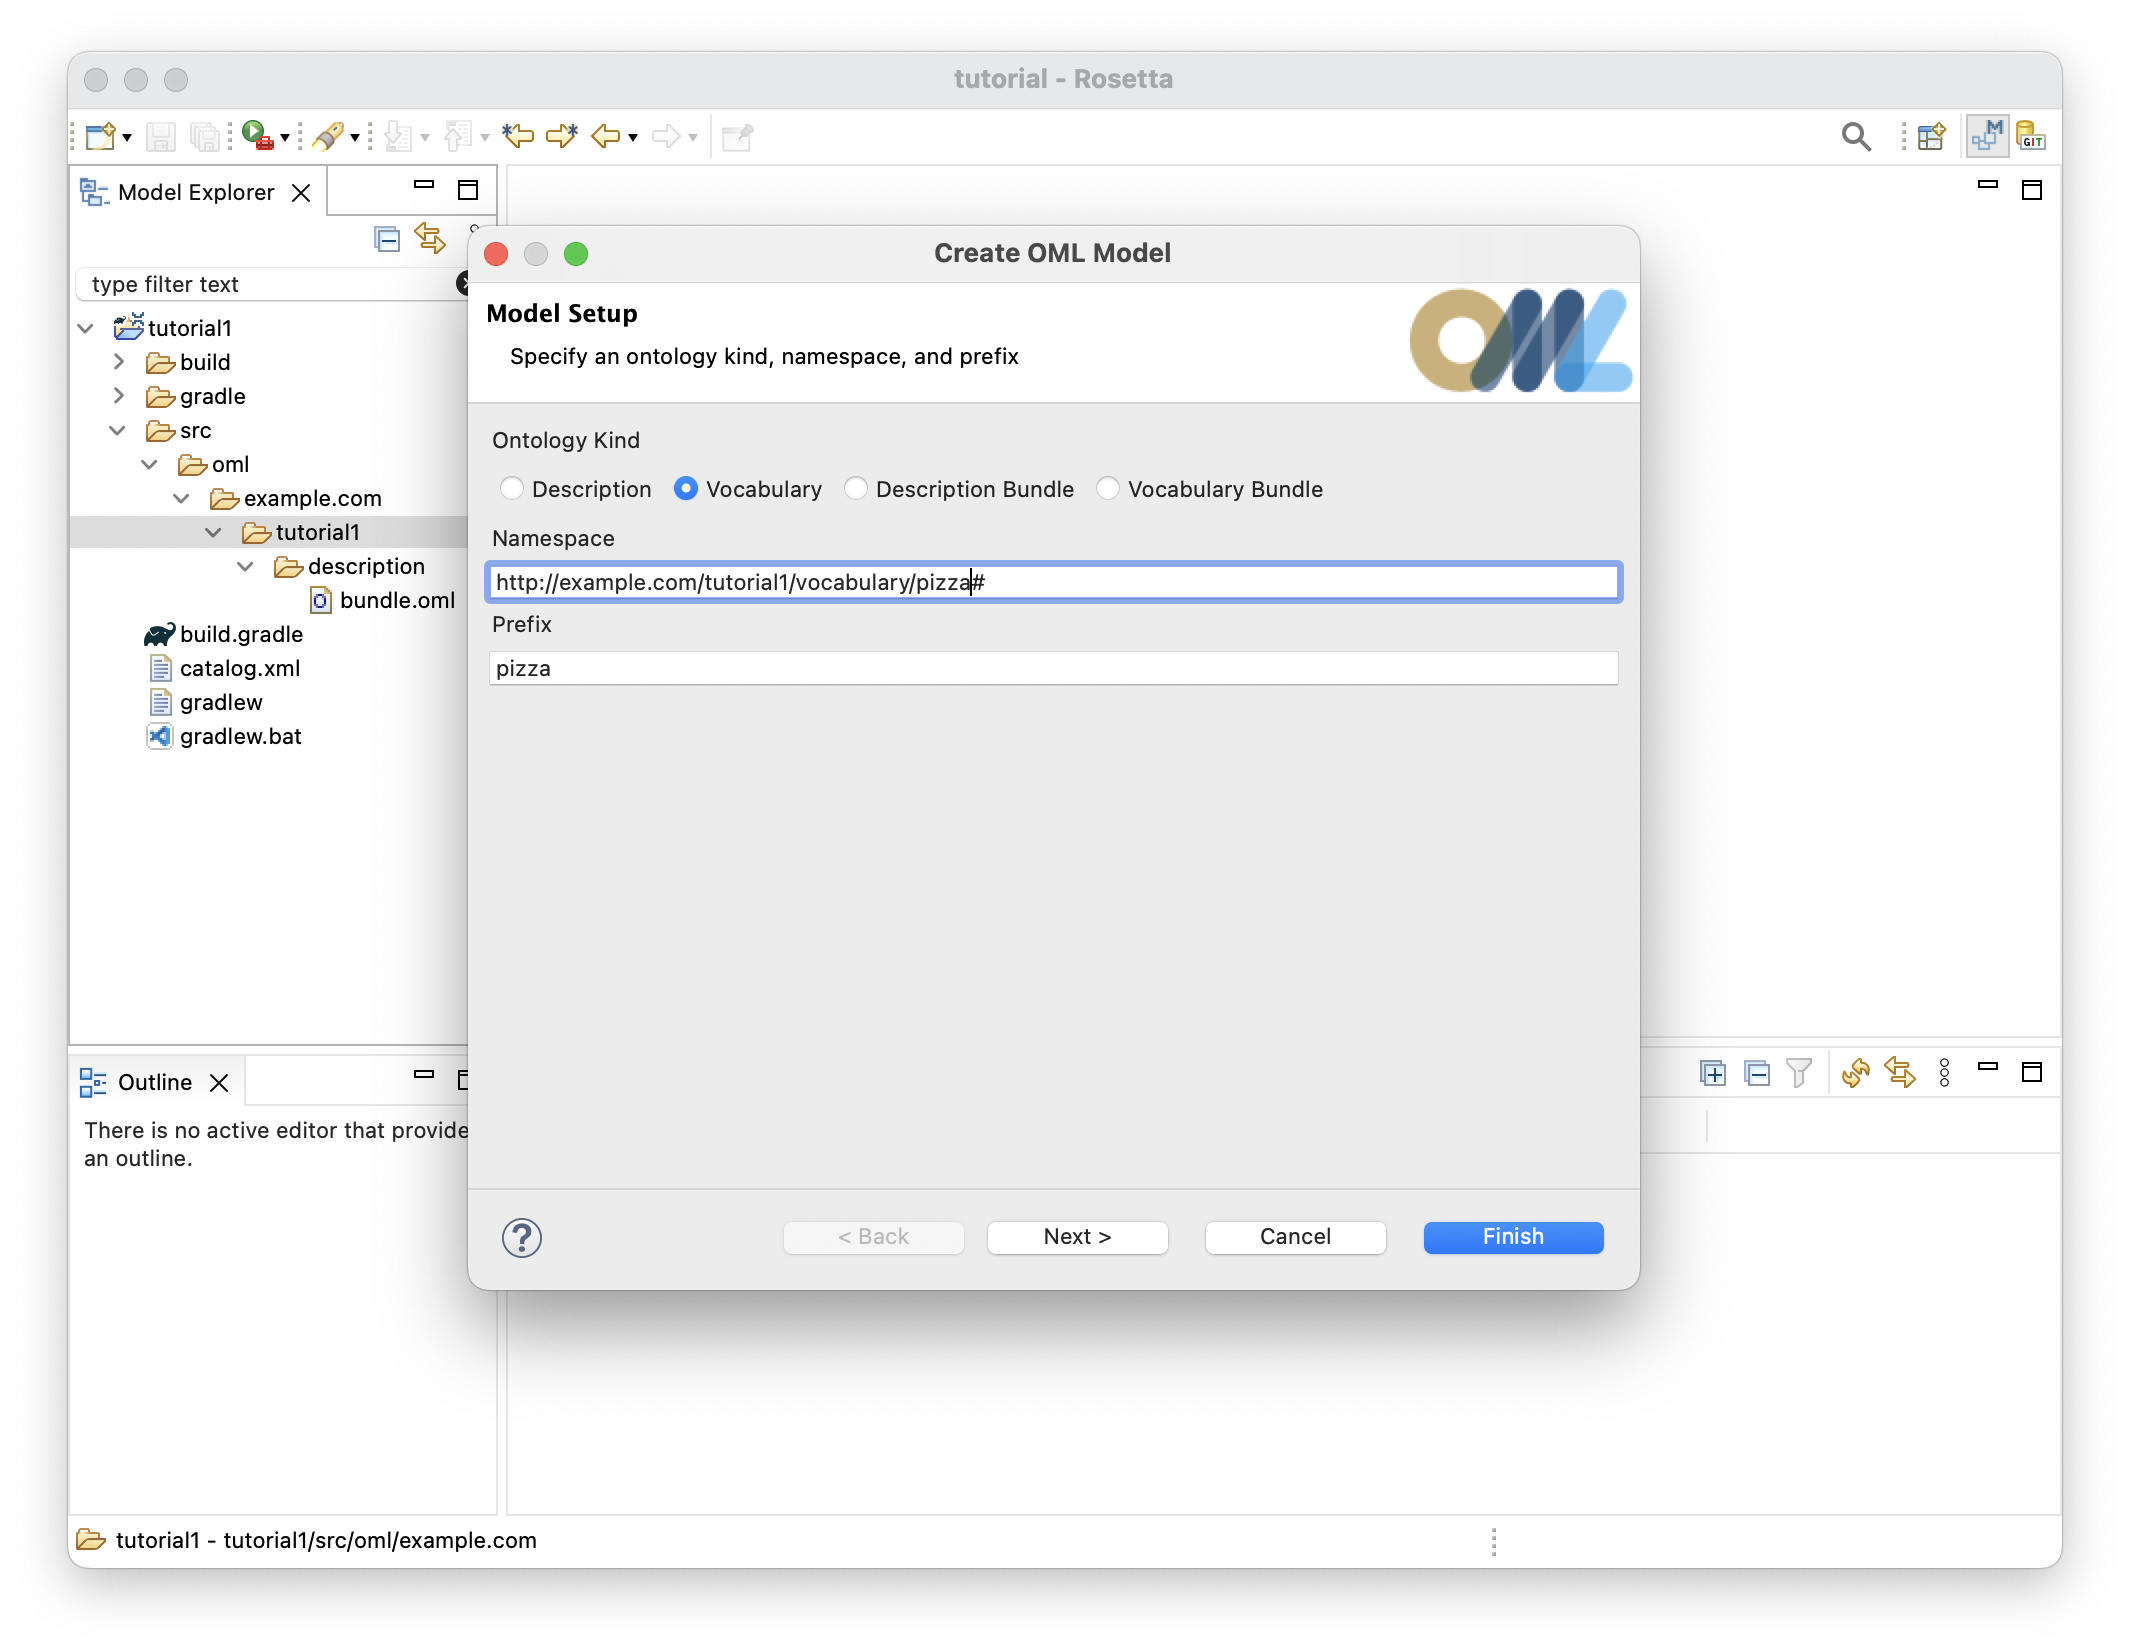 tutorial - Rosetta
M
GIT
Model Explorer
type filter text
tutorial1
build
gradle
src
oml
example.com
tutorial1
description
bundle.oml
build.gradle
catalog.xml
gradlew
gradlew.bat
Create OML Model
Model Setup
Specify an ontology kind, namespace, and prefix
OML
Ontology Kind
Description Vocabulary Description Bundle Vocabulary Bundle
Namespace
http://example.com/tutorial1/vocabulary/pizza#
Prefix
pizza
? < Back Next > Cancel Finish
Outline
There is no active editor that provide
an outline.
tutorial1 - tutorial1/src/oml/example.com